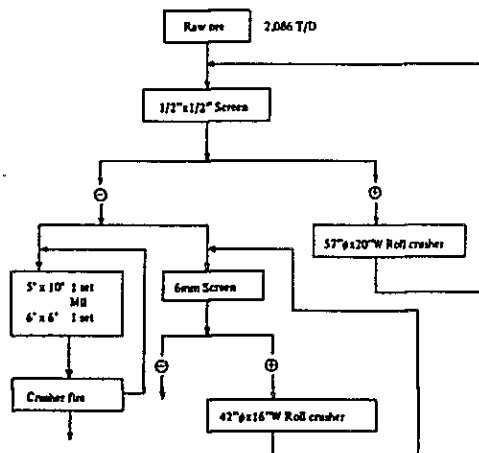 Raw ore 2,086 T/D
1/2"x1/2" Screen
⊖
⊕
57"φx20"W Roll crusher
5' x 10' 1 set
Mill
6' x 6' 1 set
6mm Screen
⊖
⊕
Crusher fire
42"φx16"W Roll crusher